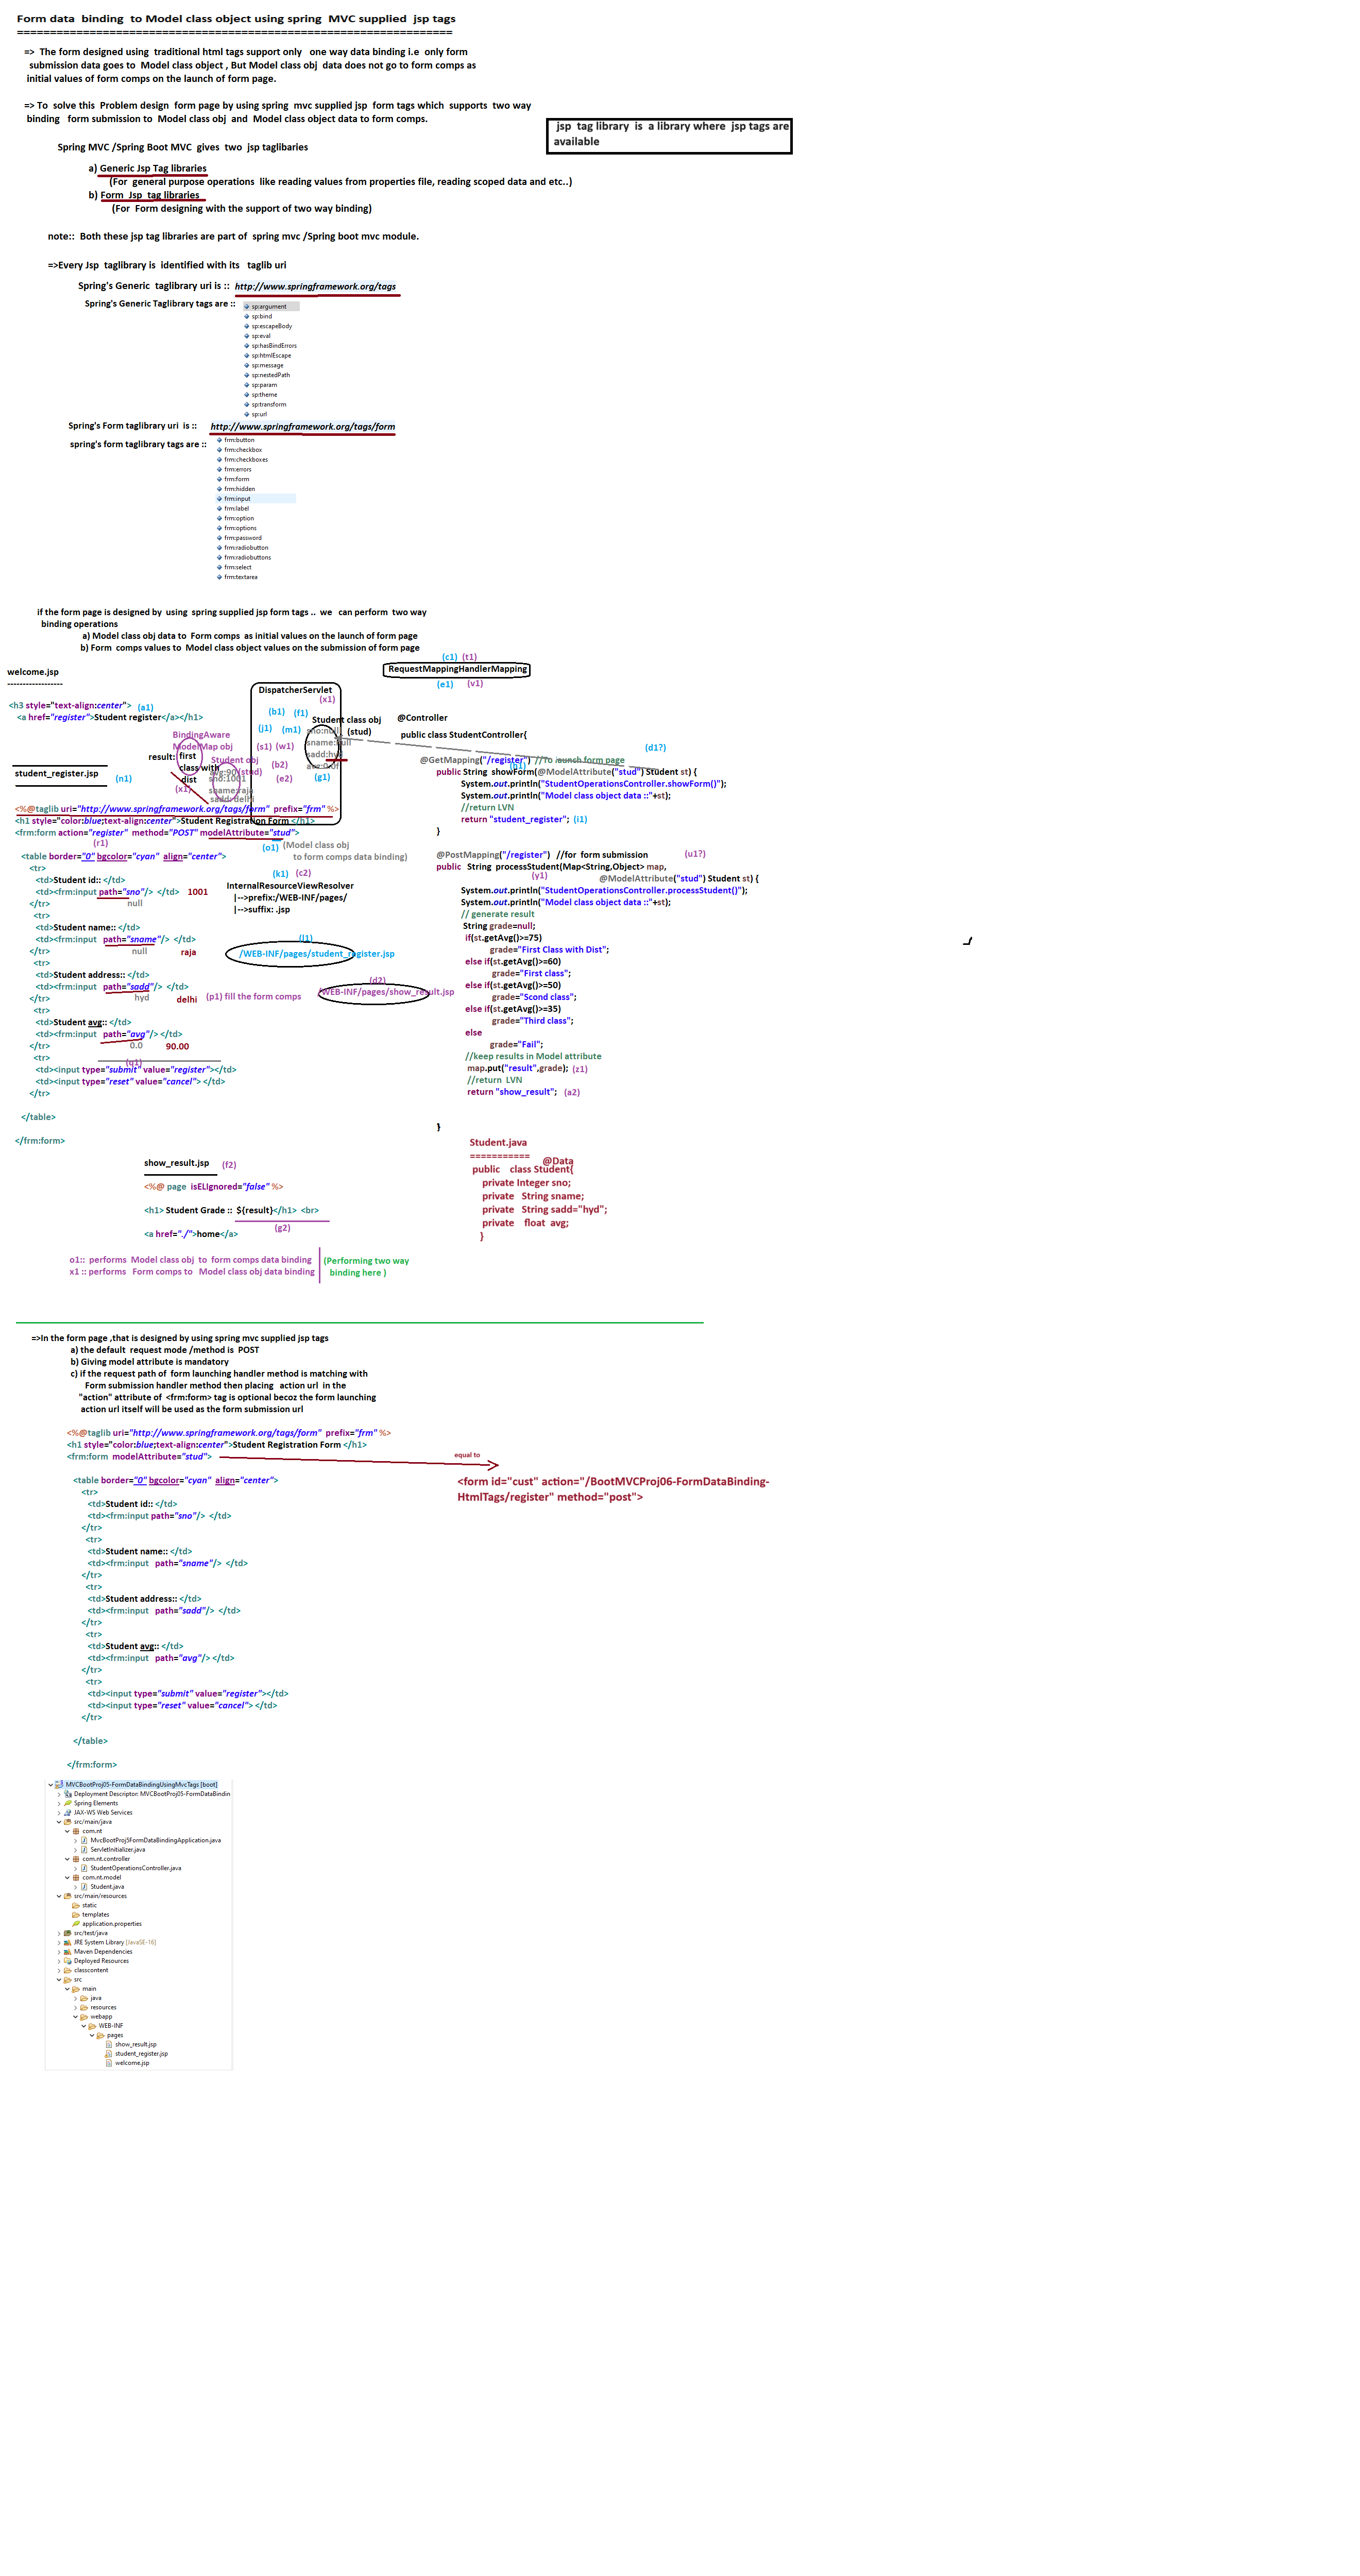 Form data binding to Model class object using spring MVC supplied jsp tags
==================================================================
=> The form designed using traditional html tags support only one way data binding i.e only form
submission data goes to Model class object , But Model class obj data does not go to form comps as
initial values of form comps on the launch of form page.
=> To solve this Problem design form page by using spring mvc supplied jsp form tags which supports two way
binding form submission to Model class obj and Model class object data to form comps.
jsp tag library is a library where jsp tags are
available
Spring MVC /Spring Boot MVC gives two jsp taglibaries
a) Generic Jsp Tag libraries
(For general purpose operations like reading values from properties file, reading scoped data and etc..)
b) Form Jsp tag libraries
(For Form designing with the support of two way binding)
note:: Both these jsp tag libraries are part of spring mvc /Spring boot mvc module.
=>Every Jsp taglibrary is identified with its taglib uri
Spring's Generic taglibrary uri is :: http://www.springframework.org/tags
Spring's Generic Taglibrary tags are ::
sp:argument
sp:bind
sp:escapeBody
sp:eval
sp:hasBindErrors
sp:htmlEscape
sp:message
sp:nestedPath
sp:param
sp:theme
sp:transform
sp:url
Spring's Form taglibrary uri is :: http://www.springframework.org/tags/form
spring's form taglibrary tags are ::
frm:button
frm:checkbox
frm:checkboxes
frm:errors
frm:form
frm:hidden
frm:input
frm:label
frm:option
frm:options
frm:password
frm:radiobutton
frm:radiobuttons
frm:select
frm:textarea
if the form page is designed by using spring supplied jsp form tags .. we can perform two way
binding operations
a) Model class obj data to Form comps as initial values on the launch of form page
b) Form comps values to Model class object values on the submission of form page
welcome.jsp
------------------
<h3 style="text-align:center"> (a1)
<a href="register">Student register</a></h1>
(c1) (t1)
RequestMappingHandlerMapping
(e1) (v1)
DispatcherServlet
(x1)
(b1) (f1)
(j1) (m1)
(s1) (w1)
(b2)
(e2) (g1)
Student class obj
(stud)
sno:null
sname:null
sadd:hyd
avg:0.0f
BindingAware
ModelMap obj
result: first
class with
dist
Student obj
avg:90 (stud)
sno:1001
sname:raja
sadd: delhi
(x1)
@Controller
public class StudentController{
(d1?)
@GetMapping("/register") //to launch form page
(h1)
public String showForm(@ModelAttribute("stud") Student st) {
System.out.println("StudentOperationsController.showForm()");
System.out.println("Model class object data ::"+st);
//return LVN
return "student_register"; (i1)
}
@PostMapping("/register") //for form submission (u1?)
public String processStudent(Map<String,Object> map,
(y1) @ModelAttribute("stud") Student st) {
System.out.println("StudentOperationsController.processStudent()");
System.out.println("Model class object data ::"+st);
// generate result
String grade=null;
if(st.getAvg()>=75)
grade="First Class with Dist";
else if(st.getAvg()>=60)
grade="First class";
else if(st.getAvg()>=50)
grade="Scond class";
else if(st.getAvg()>=35)
grade="Third class";
else
grade="Fail";
//keep results in Model attribute
map.put("result",grade); (z1)
//return LVN
return "show_result"; (a2)
}
student_register.jsp (n1)
<%@taglib uri="http://www.springframework.org/tags/form" prefix="frm" %>
<h1 style="color:blue;text-align:center">Student Registration Form </h1>
<frm:form action="register" method="POST" modelAttribute="stud">
(r1)
(o1) (Model class obj
to form comps data binding)
<table border="0" bgcolor="cyan" align="center">
<tr>
<td>Student id:: </td>
<td><frm:input path="sno"/> </td> 1001
</tr> null
<tr>
<td>Student name:: </td>
<td><frm:input path="sname"/> </td>
</tr> null raja
<tr>
<td>Student address:: </td>
<td><frm:input path="sadd"/> </td>
</tr> hyd delhi (p1) fill the form comps
<tr>
<td>Student avg:: </td>
<td><frm:input path="avg"/> </td>
</tr> 0.0 90.00
<tr> (q1)
<td><input type="submit" value="register"></td>
<td><input type="reset" value="cancel"> </td>
</tr>
</table>
</frm:form>
(k1) (c2)
InternalResourceViewResolver
|-->prefix:/WEB-INF/pages/
|-->suffix: .jsp
(l1)
/WEB-INF/pages/student_register.jsp
(d2)
/WEB-INF/pages/show_result.jsp
Student.java
===========
@Data
public class Student{
private Integer sno;
private String sname;
private String sadd="hyd";
private float avg;
}
show_result.jsp (f2)
<%@ page isELIgnored="false" %>
<h1> Student Grade :: ${result}</h1> <br>
(g2)
<a href="./">home</a>
o1:: performs Model class obj to form comps data binding
x1 :: performs Form comps to Model class obj data binding
(Performing two way
binding here )
=>In the form page ,that is designed by using spring mvc supplied jsp tags
a) the default request mode /method is POST
b) Giving model attribute is mandatory
c) if the request path of form launching handler method is matching with
Form submission handler method then placing action url in the
"action" attribute of <frm:form> tag is optional becoz the form launching
action url itself will be used as the form submission url
<%@taglib uri="http://www.springframework.org/tags/form" prefix="frm" %>
<h1 style="color:blue;text-align:center">Student Registration Form </h1>
<frm:form modelAttribute="stud">
equal to
<form id="cust" action="/BootMVCProj06-FormDataBinding-
HtmlTags/register" method="post">
<table border="0" bgcolor="cyan" align="center">
<tr>
<td>Student id:: </td>
<td><frm:input path="sno"/> </td>
</tr>
<tr>
<td>Student name:: </td>
<td><frm:input path="sname"/> </td>
</tr>
<tr>
<td>Student address:: </td>
<td><frm:input path="sadd"/> </td>
</tr>
<tr>
<td>Student avg:: </td>
<td><frm:input path="avg"/> </td>
</tr>
<tr>
<td><input type="submit" value="register"></td>
<td><input type="reset" value="cancel"> </td>
</tr>
</table>
</frm:form>
MVCBootProj05-FormDataBindingUsingMvcTags [boot]
Deployment Descriptor: MVCBootProj05-FormDataBindin
Spring Elements
JAX-WS Web Services
src/main/java
com.nt
MvcBootProj5FormDataBindingApplication.java
ServletInitializer.java
com.nt.controller
StudentOperationsController.java
com.nt.model
Student.java
src/main/resources
static
templates
application.properties
src/test/java
JRE System Library [JavaSE-16]
Maven Dependencies
Deployed Resources
classcontent
src
main
java
resources
webapp
WEB-INF
pages
show_result.jsp
student_register.jsp
welcome.jsp